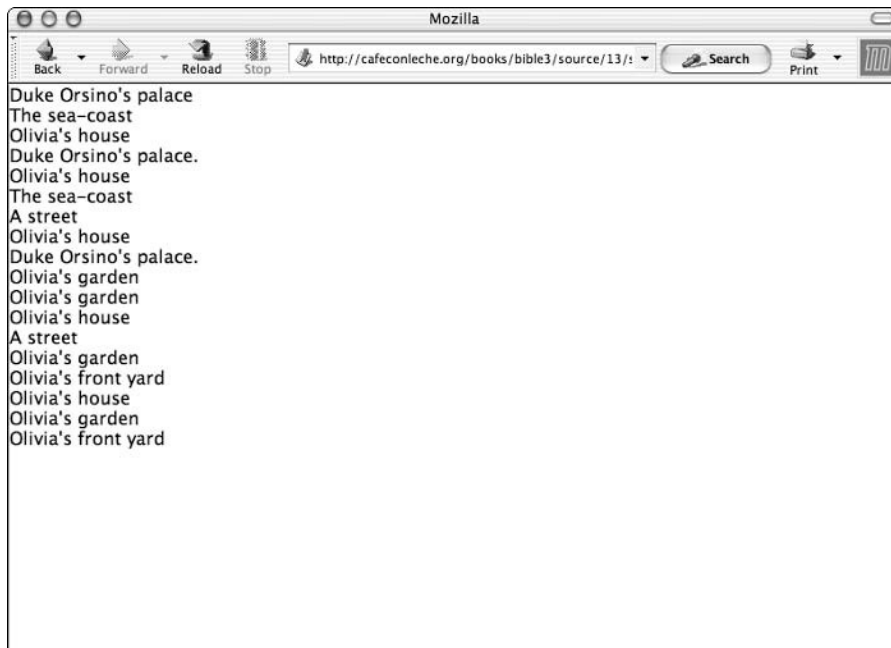 Mozilla
Back Forward Reload Stop http://cafeconleche.org/books/bible3/source/13/ Search Print
Duke Orsino's palace
The sea-coast
Olivia's house
Duke Orsino's palace.
Olivia's house
The sea-coast
A street
Olivia's house
Duke Orsino's palace.
Olivia's garden
Olivia's garden
Olivia's house
A street
Olivia's garden
Olivia's front yard
Olivia's house
Olivia's garden
Olivia's front yard